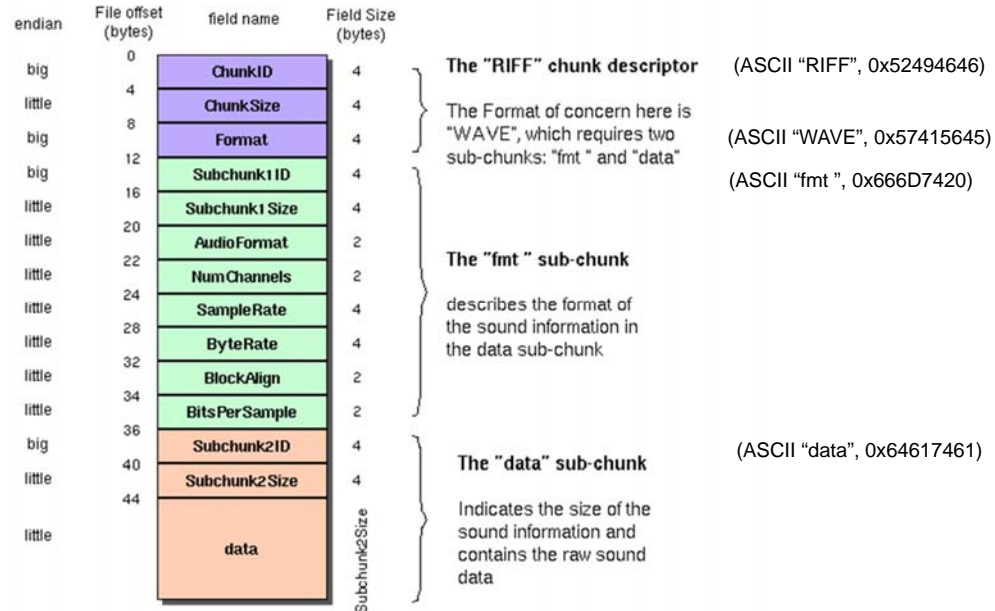 endian File offset (bytes) field name Field Size (bytes)
0
big ChunkID 4 The "RIFF" chunk descriptor (ASCII “RIFF”, 0x52494646)
4
little ChunkSize 4 The Format of concern here is
8 "WAVE", which requires two
big Format 4 sub-chunks: "fmt " and "data" (ASCII “WAVE”, 0x57415645)
12
big Subchunk1ID 4 (ASCII “fmt ”, 0x666D7420)
16
little Subchunk1Size 4
20
little AudioFormat 2 The "fmt " sub-chunk
22
little NumChannels 2
24
little SampleRate 4 describes the format of
28 the sound information in
little ByteRate 4 the data sub-chunk
32
little BlockAlign 2
34
little BitsPerSample 2
36
big Subchunk2ID 4 The "data" sub-chunk (ASCII “data”, 0x64617461)
40
little Subchunk2Size 4
44
Indicates the size of the
sound information and
little data Subchunk2Size contains the raw sound
data